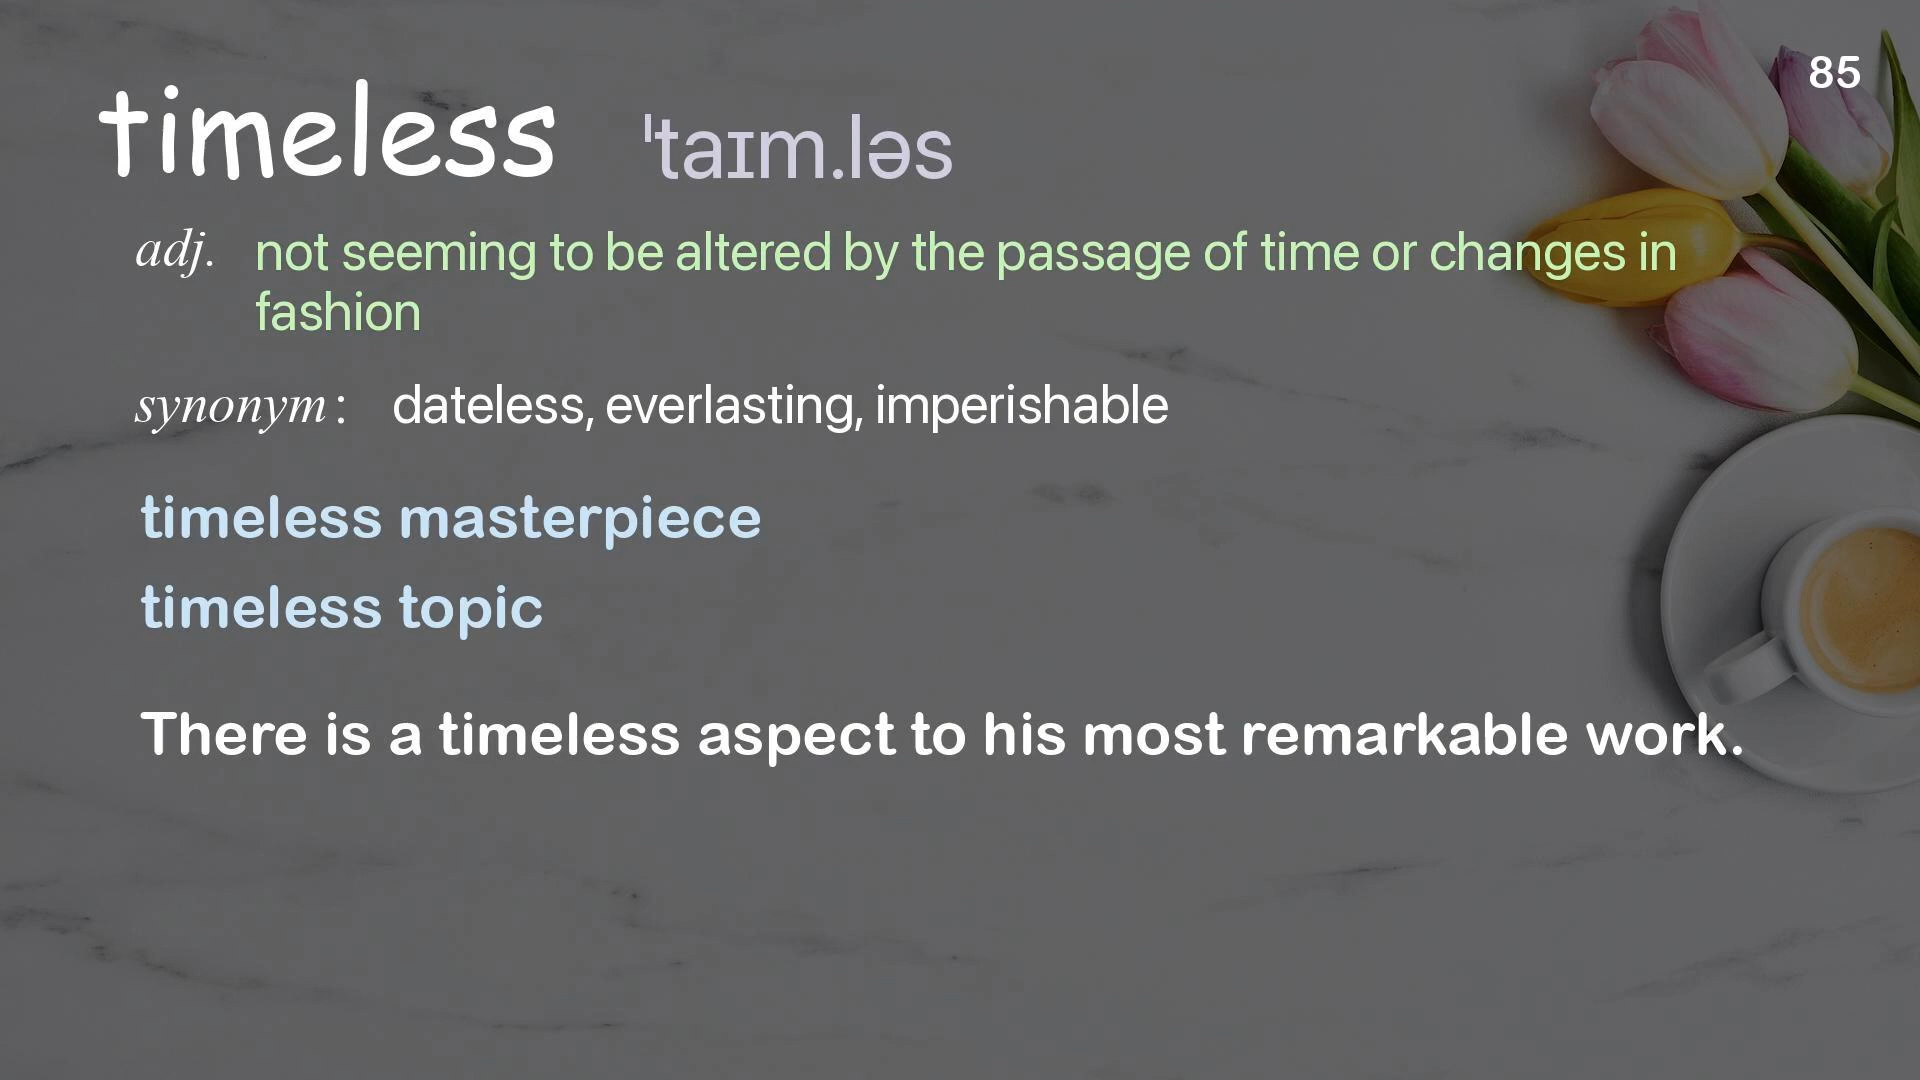 85
timeless ˈtaɪm.ləs
adj. not seeming to be altered by the passage of time or changes in
fashion
synonym: dateless, everlasting, imperishable
timeless masterpiece
timeless topic
There is a timeless aspect to his most remarkable work.